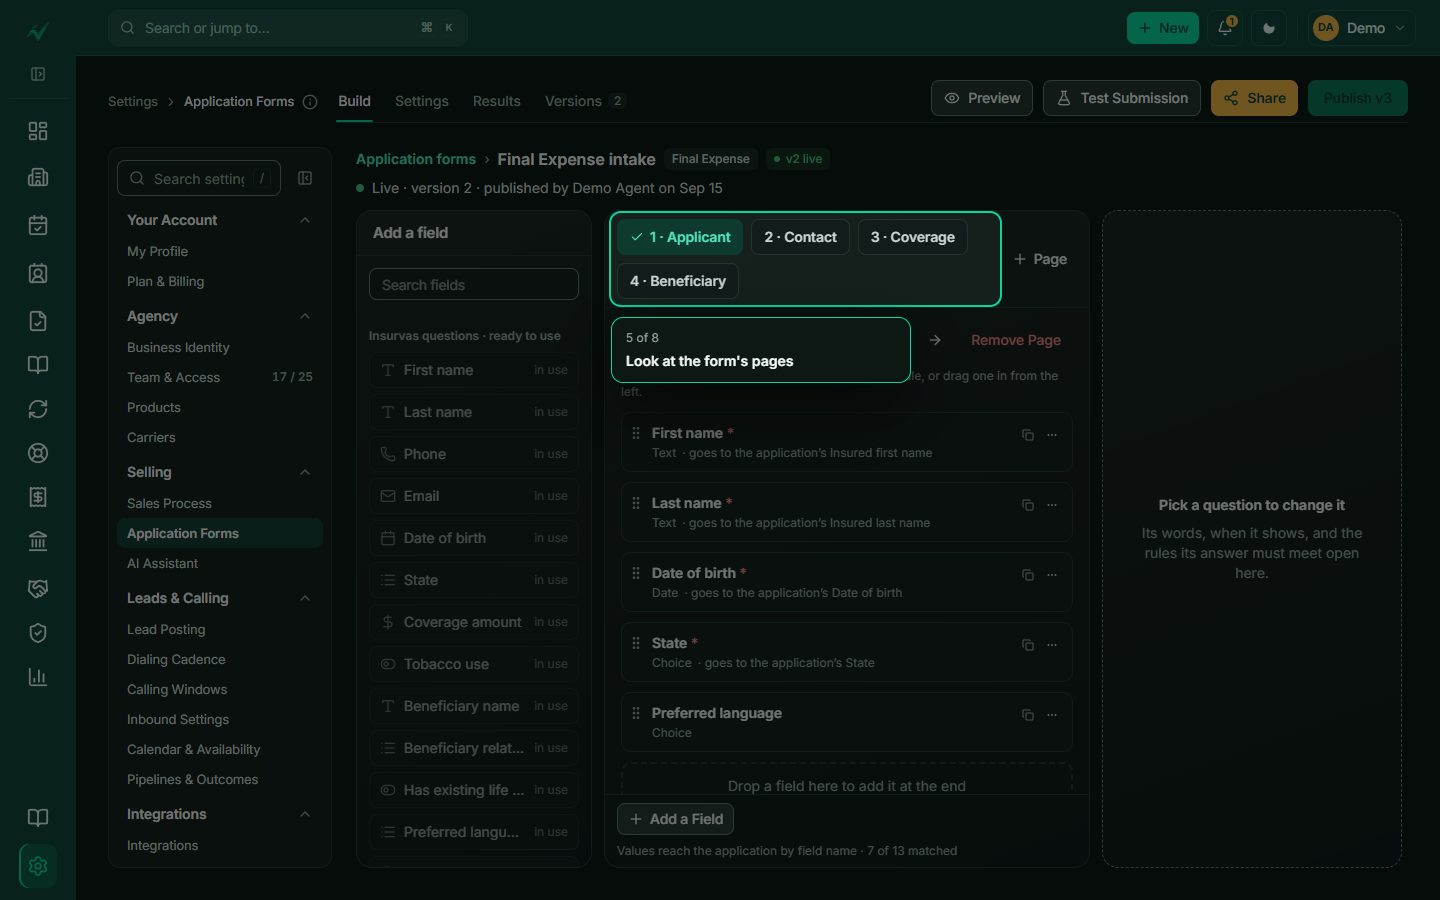 Search or jump to...
⌘ K
New
1
DA
Demo
Settings > Application Forms
Build
Settings
Results
Versions 2
Preview
Test Submission
Share
Publish v3
Search setting
/
Your Account
My Profile
Plan & Billing
Agency
Business Identity
Team & Access 17 / 25
Products
Carriers
Selling
Sales Process
Application Forms
AI Assistant
Leads & Calling
Lead Posting
Dialing Cadence
Calling Windows
Inbound Settings
Calendar & Availability
Pipelines & Outcomes
Integrations
Integrations
Application forms > Final Expense intake
Final Expense
v2 live
Live · version 2 · published by Demo Agent on Sep 15
Add a field
Search fields
Insurvas questions · ready to use
First name in use
Last name in use
Phone in use
Email in use
Date of birth in use
State in use
Coverage amount in use
Tobacco use in use
Beneficiary name in use
Beneficiary relat... in use
Has existing life ... in use
Preferred langu... in use
1 · Applicant
2 · Contact
3 · Coverage
4 · Beneficiary
Page
5 of 8
Look at the form's pages
Remove Page
or drag one in from the
left.
First name *
Text · goes to the application's Insured first name
Last name *
Text · goes to the application's Insured last name
Date of birth *
Date · goes to the application's Date of birth
State *
Choice · goes to the application's State
Preferred language
Choice
Drop a field here to add it at the end
Add a Field
Values reach the application by field name · 7 of 13 matched
Pick a question to change it
Its words, when it shows, and the
rules its answer must meet open
here.